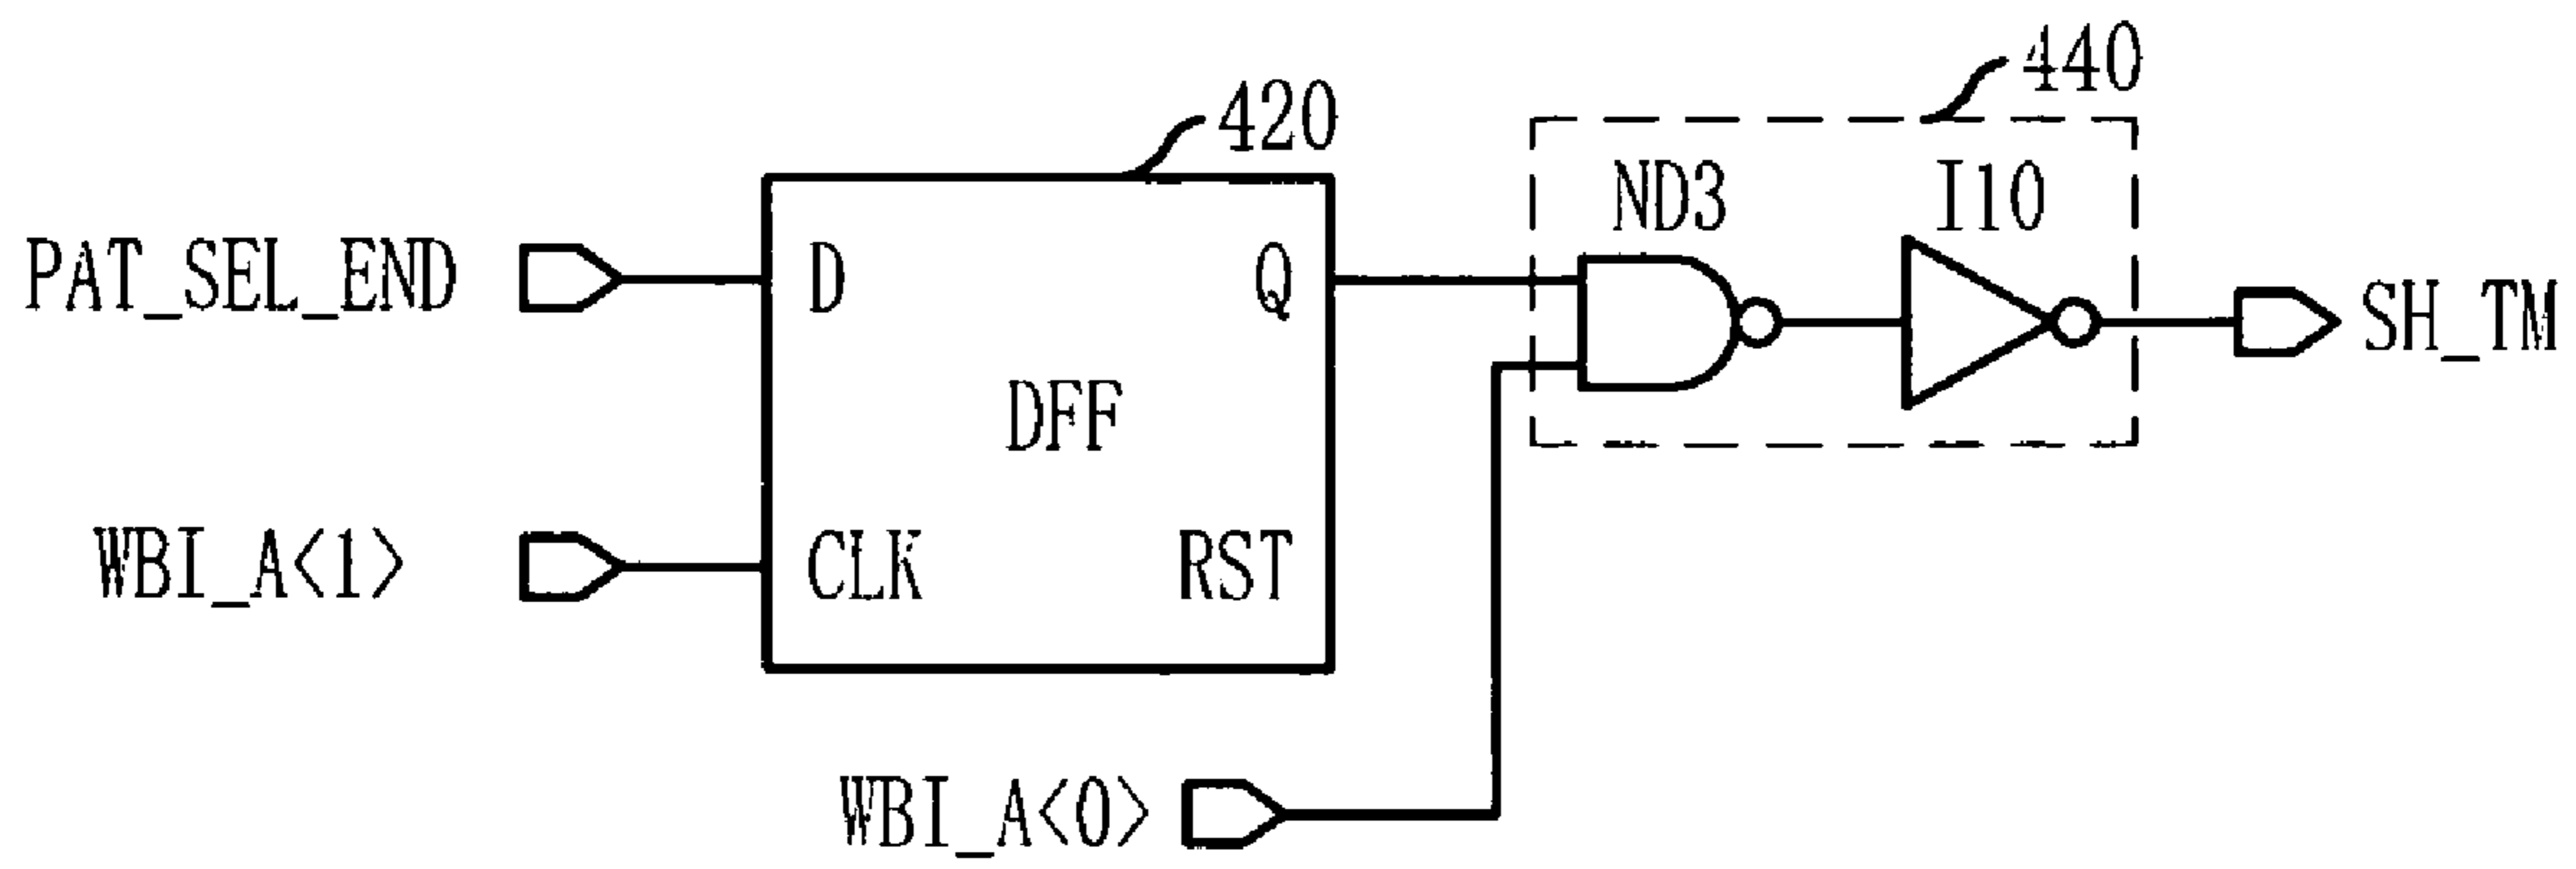 440
420
ND3 I10
PAT_SEL_END D Q
SH_TM
DFF
WBI_A<1> CLK RST
WBI_A<0>